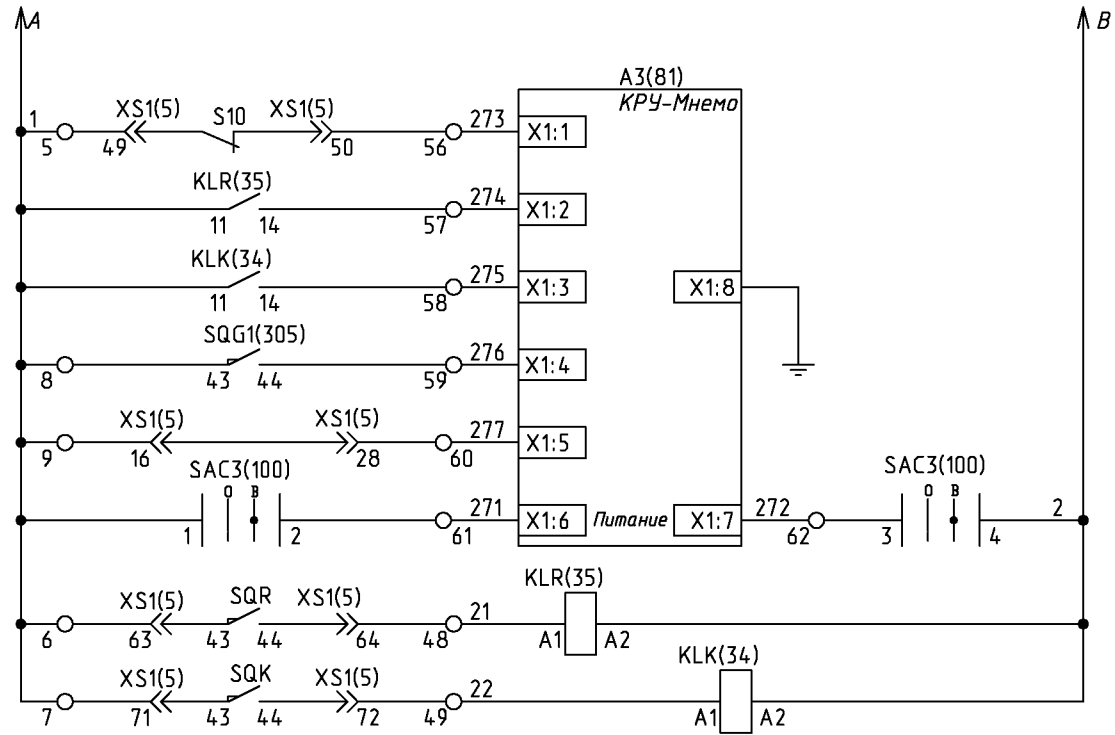 A
B
A3(81)
КРУ-Мнемо
1
XS1(5)
S10
XS1(5)
273
X1:1
5
49
50
56
KLR(35)
274
X1:2
11
14
57
KLK(34)
275
X1:3
X1:8
11
14
58
SQG1(305)
276
X1:4
8
43
44
59
XS1(5)
XS1(5)
277
X1:5
9
16
28
60
SAC3(100)
SAC3(100)
О В
О В
271
X1:6
Питание
X1:7
272
2
1
2
61
62
3
4
KLR(35)
XS1(5)
SQR
XS1(5)
21
6
63
43
44
64
48
A1
A2
KLK(34)
XS1(5)
SQK
XS1(5)
22
7
71
43
44
72
49
A1
A2